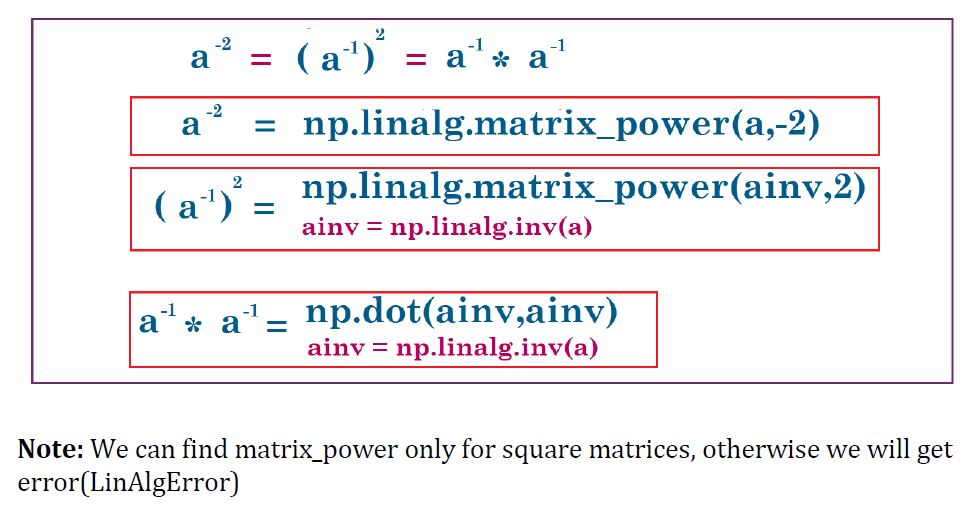 a⁻² = ( a⁻¹)² = a⁻¹ * a⁻¹
a⁻² = np.linalg.matrix_power(a,-2)
( a⁻¹)² = np.linalg.matrix_power(ainv,2)
ainv = np.linalg.inv(a)
a⁻¹ * a⁻¹ = np.dot(ainv,ainv)
ainv = np.linalg.inv(a)
Note: We can find matrix_power only for square matrices, otherwise we will get
error(LinAlgError)